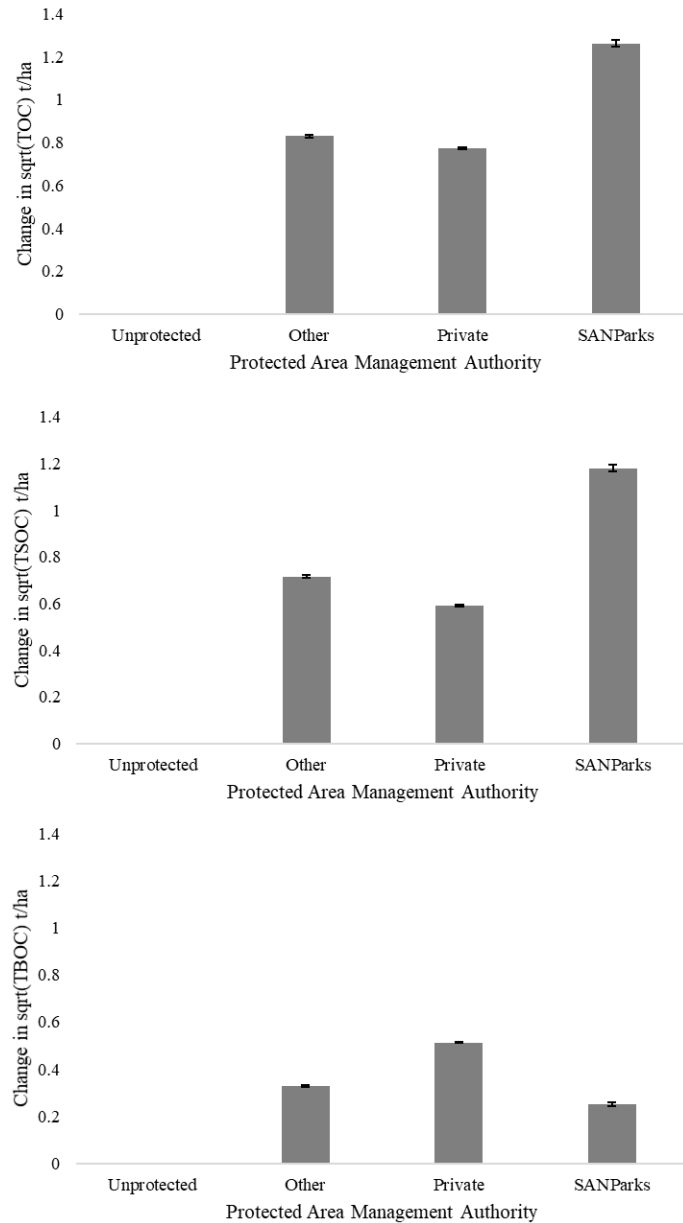 1.4
1.2
1
0.8
0.6
0.4
0.2
0
Change in sqrt(TOC) t/ha
Unprotected Other Private SANParks
Protected Area Management Authority
1.4
1.2
1
0.8
0.6
0.4
0.2
0
Change in sqrt(TSOC) t/ha
Unprotected Other Private SANParks
Protected Area Management Authority
1.4
1.2
1
0.8
0.6
0.4
0.2
0
Change in sqrt(TBOC) t/ha
Unprotected Other Private SANParks
Protected Area Management Authority